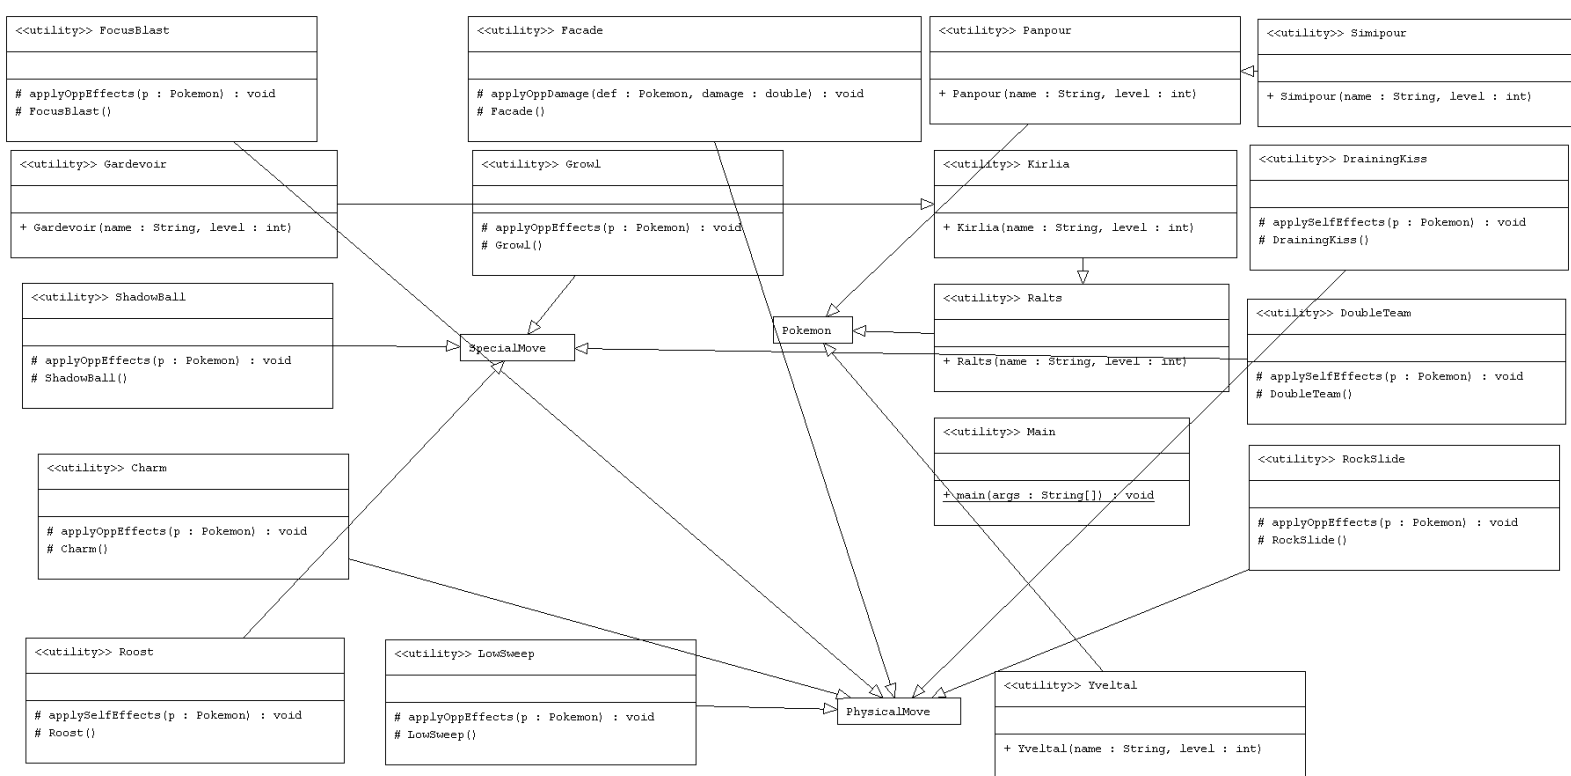 <<utility>> FocusBlast
# applyOppEffects(p : Pokemon) : void
# FocusBlast()
<<utility>> Facade
# applyOppDamage(def : Pokemon, damage : double) : void
# Facade()
<<utility>> Panpour
+ Panpour(name : String, level : int)
<<utility>> Simipour
+ Simipour(name : String, level : int)
<<utility>> Gardevoir
+ Gardevoir(name : String, level : int)
<<utility>> Growl
# applyOppEffects(p : Pokemon) : void
# Growl()
<<utility>> Kirlia
+ Kirlia(name : String, level : int)
<<utility>> DrainingKiss
# applySelfEffects(p : Pokemon) : void
# DrainingKiss()
<<utility>> ShadowBall
# applyOppEffects(p : Pokemon) : void
# ShadowBall()
SpecialMove
Pokemon
<<utility>> Ralts
+ Ralts(name : String, level : int)
<<utility>> DoubleTeam
# applySelfEffects(p : Pokemon) : void
# DoubleTeam()
<<utility>> Charm
# applyOppEffects(p : Pokemon) : void
# Charm()
<<utility>> Main
+ main(args : String[]) : void
<<utility>> RockSlide
# applyOppEffects(p : Pokemon) : void
# RockSlide()
<<utility>> Roost
# applySelfEffects(p : Pokemon) : void
# Roost()
<<utility>> LowSweep
# applyOppEffects(p : Pokemon) : void
# LowSweep()
PhysicalMove
<<utility>> Yveltal
+ Yveltal(name : String, level : int)